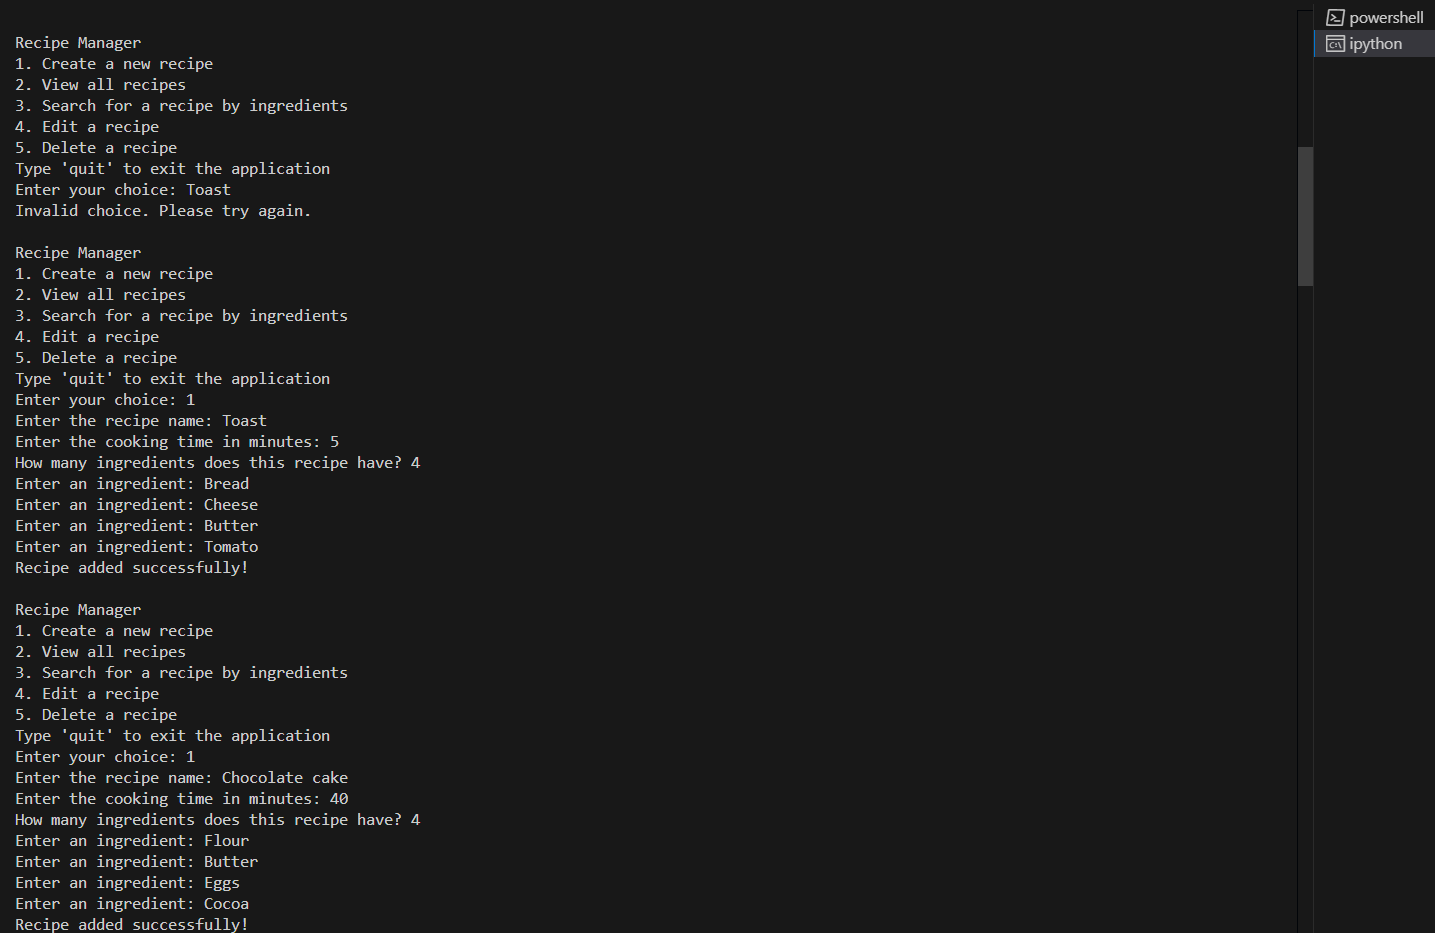 Recipe Manager
1. Create a new recipe
2. View all recipes
3. Search for a recipe by ingredients
4. Edit a recipe
5. Delete a recipe
Type 'quit' to exit the application
Enter your choice: Toast
Invalid choice. Please try again.
Recipe Manager
1. Create a new recipe
2. View all recipes
3. Search for a recipe by ingredients
4. Edit a recipe
5. Delete a recipe
Type 'quit' to exit the application
Enter your choice: 1
Enter the recipe name: Toast
Enter the cooking time in minutes: 5
How many ingredients does this recipe have? 4
Enter an ingredient: Bread
Enter an ingredient: Cheese
Enter an ingredient: Butter
Enter an ingredient: Tomato
Recipe added successfully!
Recipe Manager
1. Create a new recipe
2. View all recipes
3. Search for a recipe by ingredients
4. Edit a recipe
5. Delete a recipe
Type 'quit' to exit the application
Enter your choice: 1
Enter the recipe name: Chocolate cake
Enter the cooking time in minutes: 40
How many ingredients does this recipe have? 4
Enter an ingredient: Flour
Enter an ingredient: Butter
Enter an ingredient: Eggs
Enter an ingredient: Cocoa
Recipe added successfully!
powershell
ipython